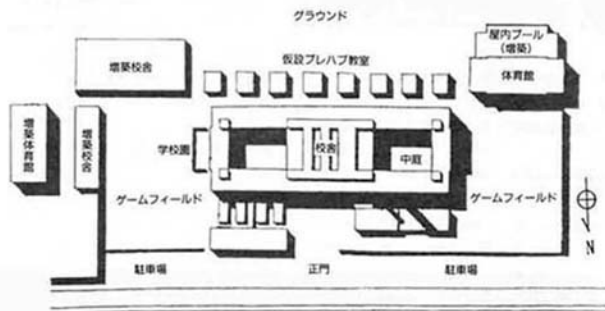 グラウンド
屋内プール
(増築)
仮設プレハブ教室
増築校舎
体育館
増築体育館
増築校舎
学校園
校舎
中庭
ゲームフィールド
ゲームフィールド
N
駐車場
正門
駐車場